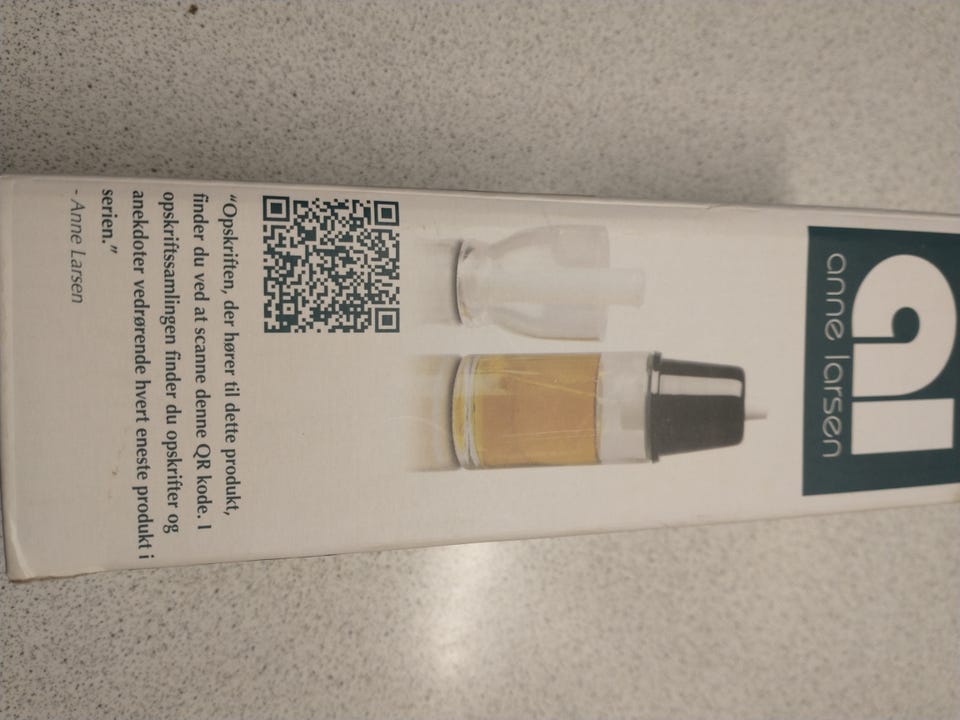 al
anne larsen
"Opskriften, der hører til dette produkt,
finder du ved at scanne denne QR kode. I
opskriftssamlingen finder du opskrifter og
anekdoter vedrørende hvert eneste produkt i
serien."
- Anne Larsen